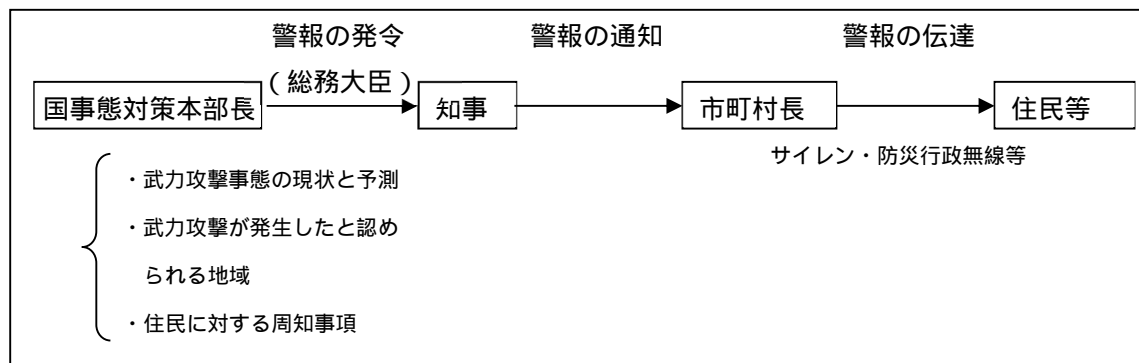 警報の発令 警報の通知 警報の伝達
(総務大臣)
国事態対策本部長 知事 市町村長 住民等
サイレン・防災行政無線等
・武力攻撃事態の現状と予測
・武力攻撃が発生したと認め
られる地域
・住民に対する周知事項